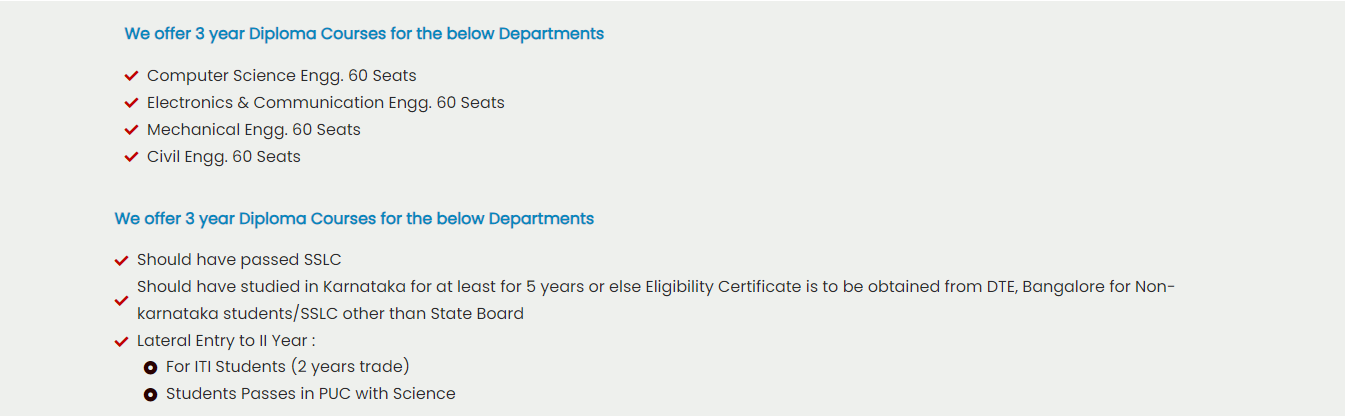 We offer 3 year Diploma Courses for the below Departments
Computer Science Engg. 60 Seats
Electronics & Communication Engg. 60 Seats
Mechanical Engg. 60 Seats
Civil Engg. 60 Seats
We offer 3 year Diploma Courses for the below Departments
Should have passed SSLC
Should have studied in Karnataka for at least for 5 years or else Eligibility Certificate is to be obtained from DTE, Bangalore for Non-
karnataka students/SSLC other than State Board
Lateral Entry to II Year :
For ITI Students (2 years trade)
Students Passes in PUC with Science